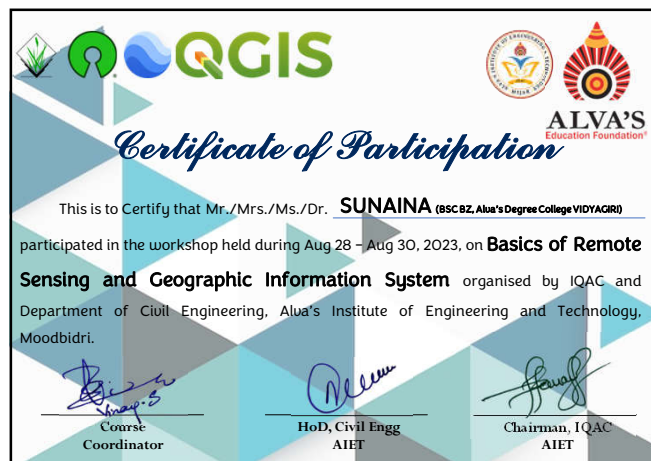 QGIS
ALVA'S
Education Foundation®
Certificate of Participation
This is to Certify that Mr./Mrs./Ms./Dr. SUNAINA (BSC BZ, Alva's Degree College VIDYAGIRI)
participated in the workshop held during Aug 28 – Aug 30, 2023, on Basics of Remote
Sensing and Geographic Information System organised by IQAC and
Department of Civil Engineering, Alva's Institute of Engineering and Technology,
Moodbidri.
Vinay.S
Course
Coordinator
HoD, Civil Engg
AIET
Chairman, IQAC
AIET